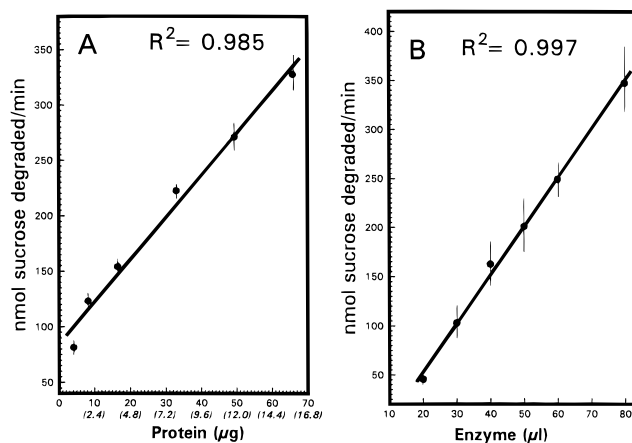 A
R²= 0.985
nmol sucrose degraded/min
350
300
250
200
150
100
50
0 10 20 30 40 50 60 70
(2.4) (4.8) (7.2) (9.6) (12.0) (14.4) (16.8)
Protein (µg)
B
R²= 0.997
nmol sucrose degraded/min
400
350
300
250
200
150
100
50
10 20 30 40 50 60 70 80
Enzyme (µl)